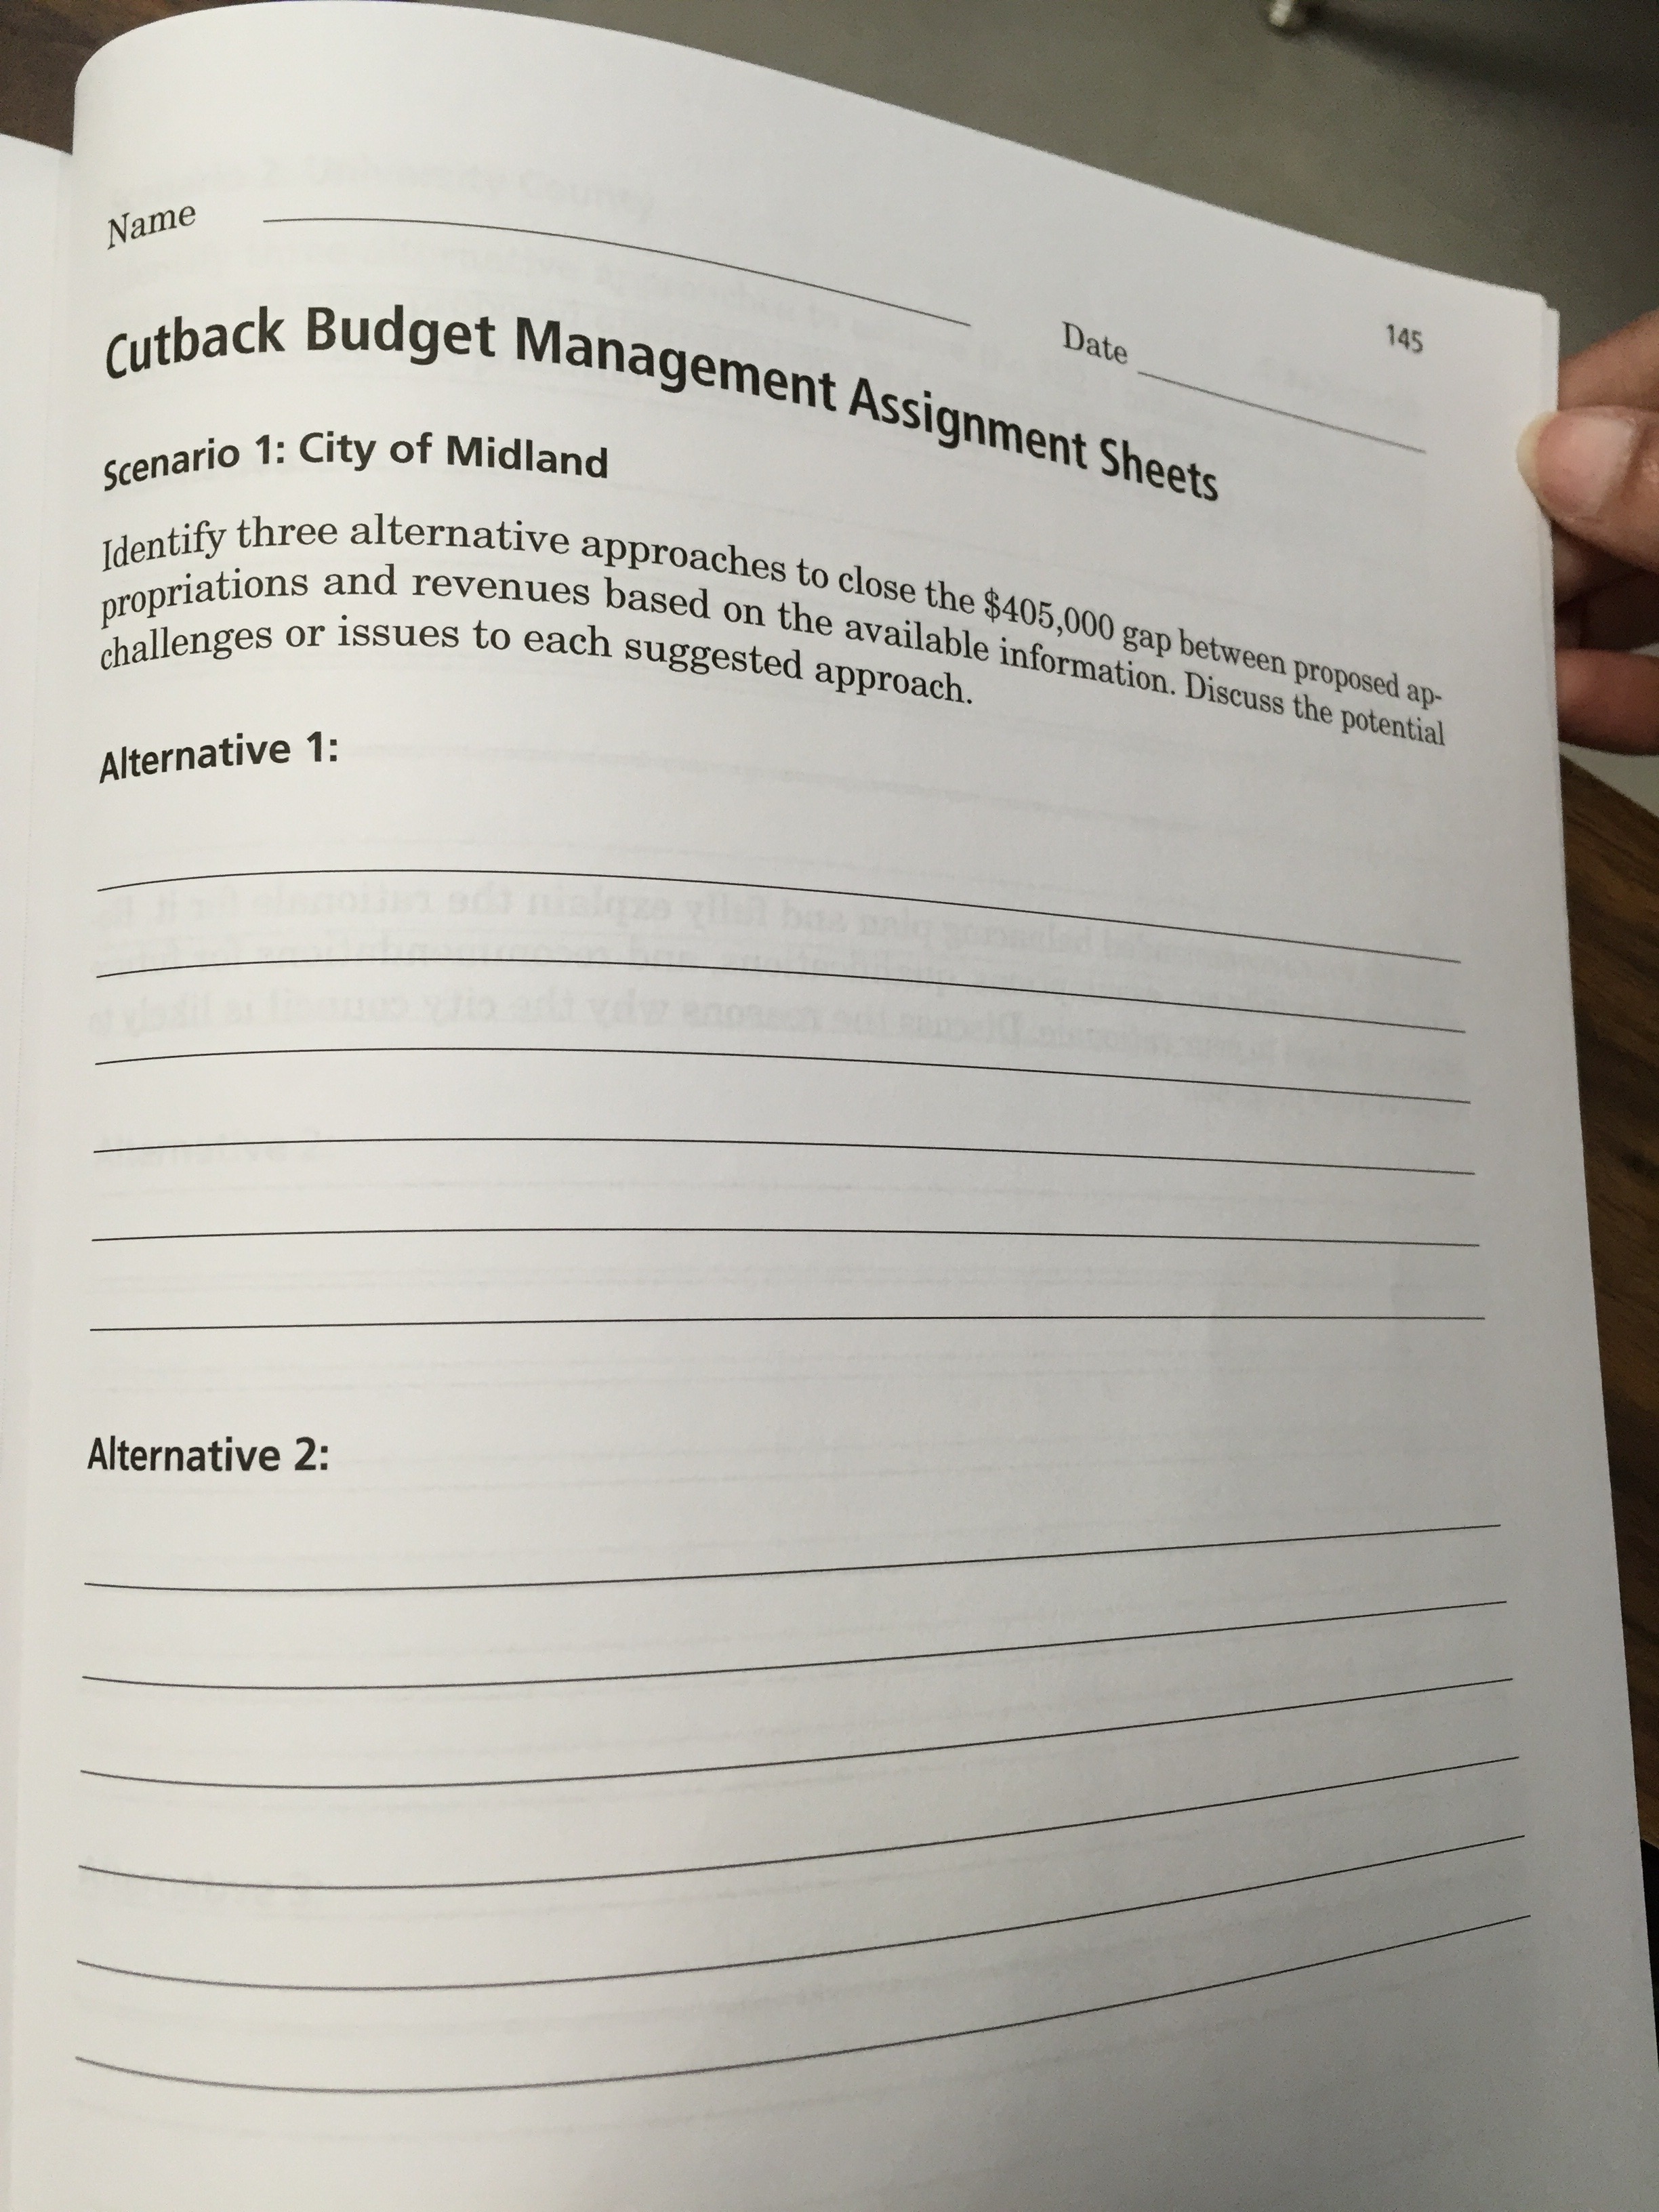 Name
Date
145
Cutback Budget Management Assignment Sheets
Scenario 1: City of Midland
Identify three alternative approaches to close the $405,000 gap between proposed ap-
propriations and revenues based on the available information. Discuss the potential
challenges or issues to each suggested approach.
Alternative 1:
Alternative 2: